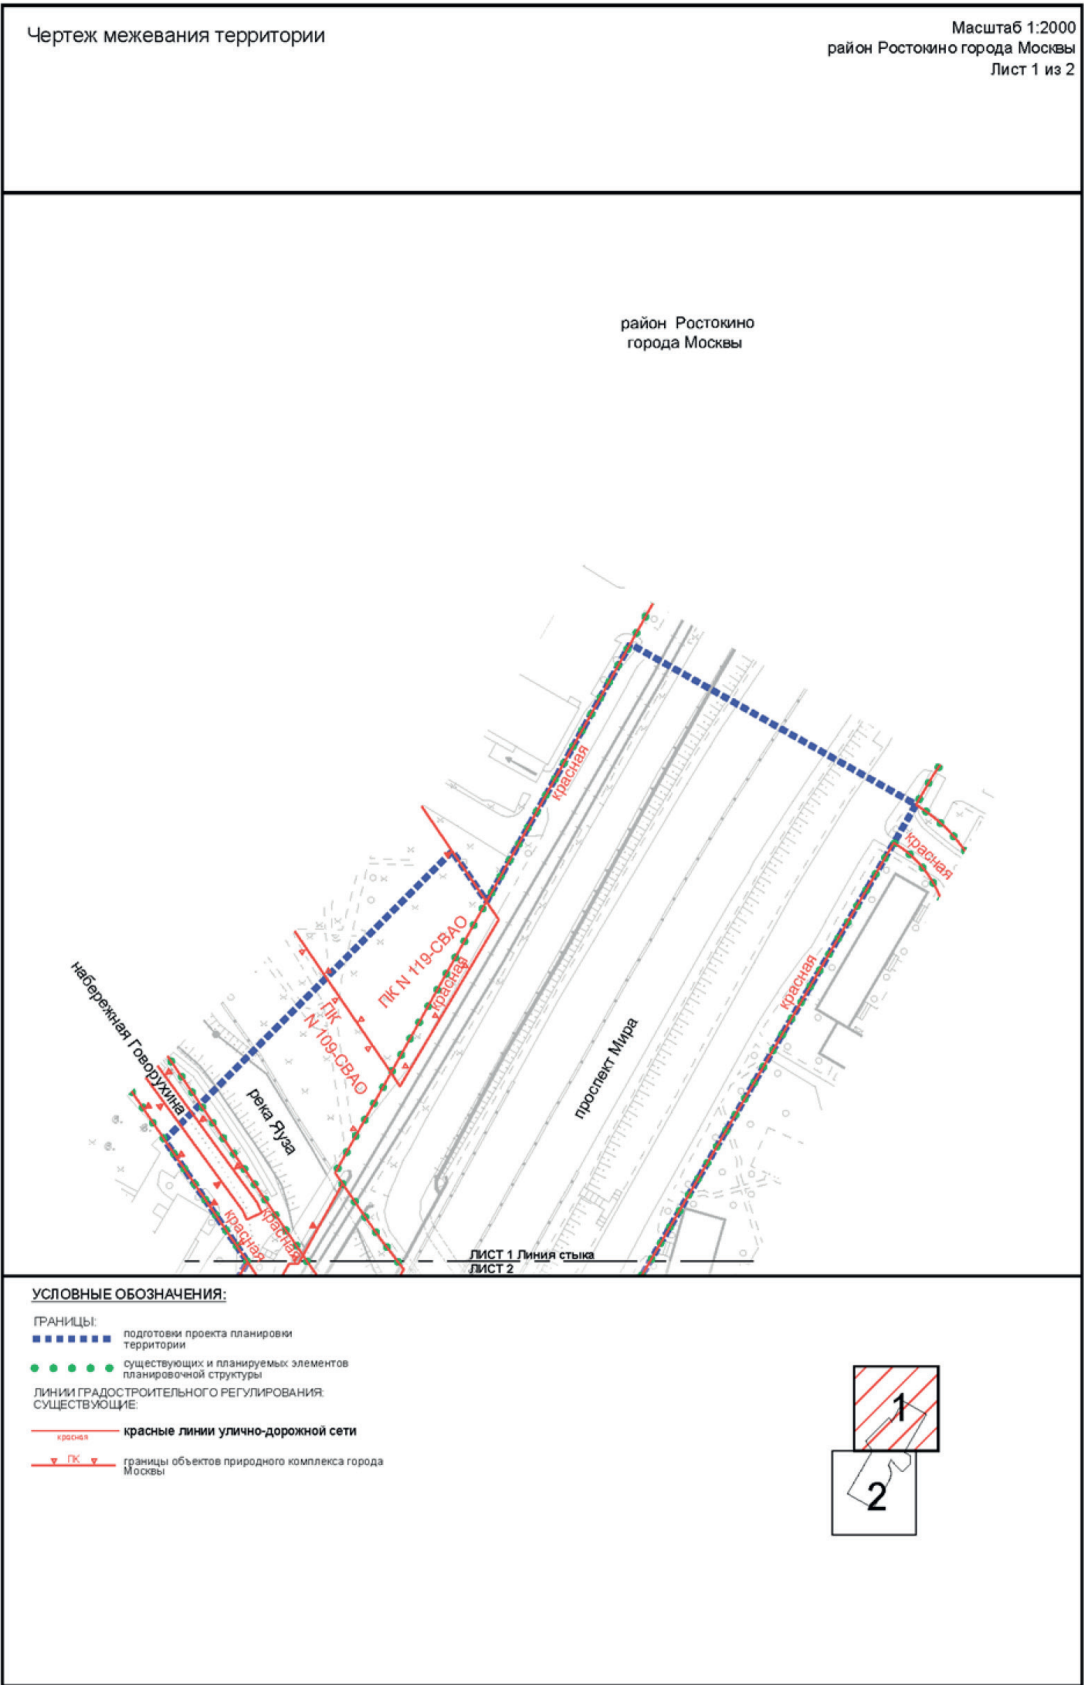 Чертеж межевания территории
Масштаб 1:2000
район Ростокино города Москвы
Лист 1 из 2
район Ростокино
города Москвы
красная
красная
ПК N 119-СВАО
красная
красная
ПК
N 109-СВАО
набережная Говорухина
река Яуза
проспект Мира
красная
красная
ЛИСТ 1 Линия стыка
ЛИСТ 2
УСЛОВНЫЕ ОБОЗНАЧЕНИЯ:
ГРАНИЦЫ:
подготовки проекта планировки
территории
существующих и планируемых элементов
планировочной структуры
ЛИНИИ ГРАДОСТРОИТЕЛЬНОГО РЕГУЛИРОВАНИЯ:
СУЩЕСТВУЮЩИЕ:
красная
красные линии улично-дорожной сети
ПК
границы объектов природного комплекса города
Москвы
1
2